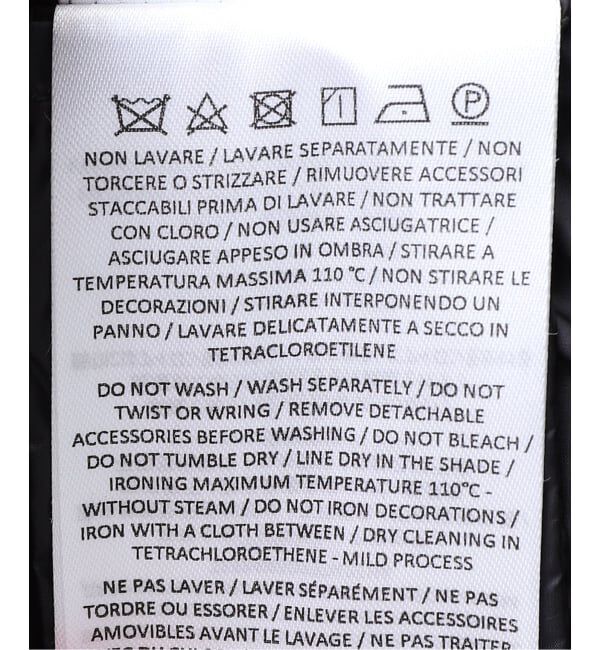 P
NON LAVARE / LAVARE SEPARATAMENTE / NON
TORCERE O STRIZZARE / RIMUOVERE ACCESSORI
STACCABILI PRIMA DI LAVARE / NON TRATTARE
CON CLORO / NON USARE ASCIUGATRICE /
ASCIUGARE APPESO IN OMBRA / STIRARE A
TEMPERATURA MASSIMA 110 °C / NON STIRARE LE
DECORAZIONI / STIRARE INTERPONENDO UN
PANNO / LAVARE DELICATAMENTE A SECCO IN
TETRACLOROETILENE
DO NOT WASH / WASH SEPARATELY / DO NOT
TWIST OR WRING / REMOVE DETACHABLE
ACCESSORIES BEFORE WASHING / DO NOT BLEACH /
DO NOT TUMBLE DRY / LINE DRY IN THE SHADE /
IRONING MAXIMUM TEMPERATURE 110°C -
WITHOUT STEAM / DO NOT IRON DECORATIONS /
IRON WITH A CLOTH BETWEEN / DRY CLEANING IN
TETRACHLOROETHENE - MILD PROCESS
NE PAS LAVER / LAVER SÉPARÉMENT / NE PAS
TORDRE OU ESSORER / ENLEVER LES ACCESSOIRES
AMOVIBLES AVANT LE LAVAGE / NE PAS TRAITER